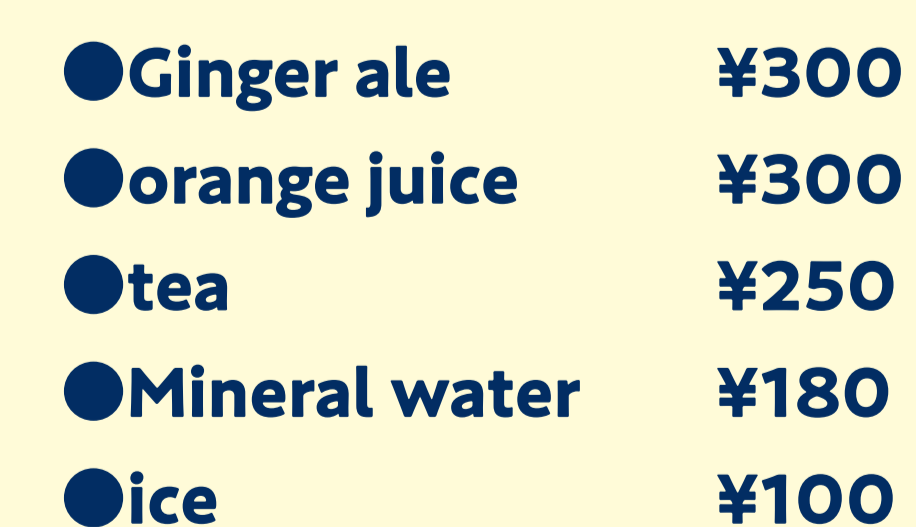 ●Ginger ale ¥300
●orange juice ¥300
●tea ¥250
●Mineral water ¥180
●ice ¥100